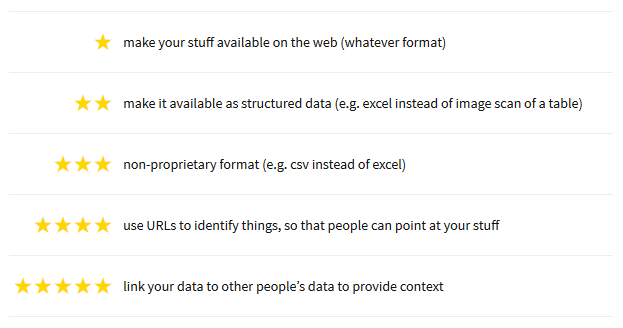 make your stuff available on the web (whatever format)
make it available as structured data (e.g. excel instead of image scan of a table)
non-proprietary format (e.g. csv instead of excel)
use URLs to identify things, so that people can point at your stuff
link your data to other people’s data to provide context